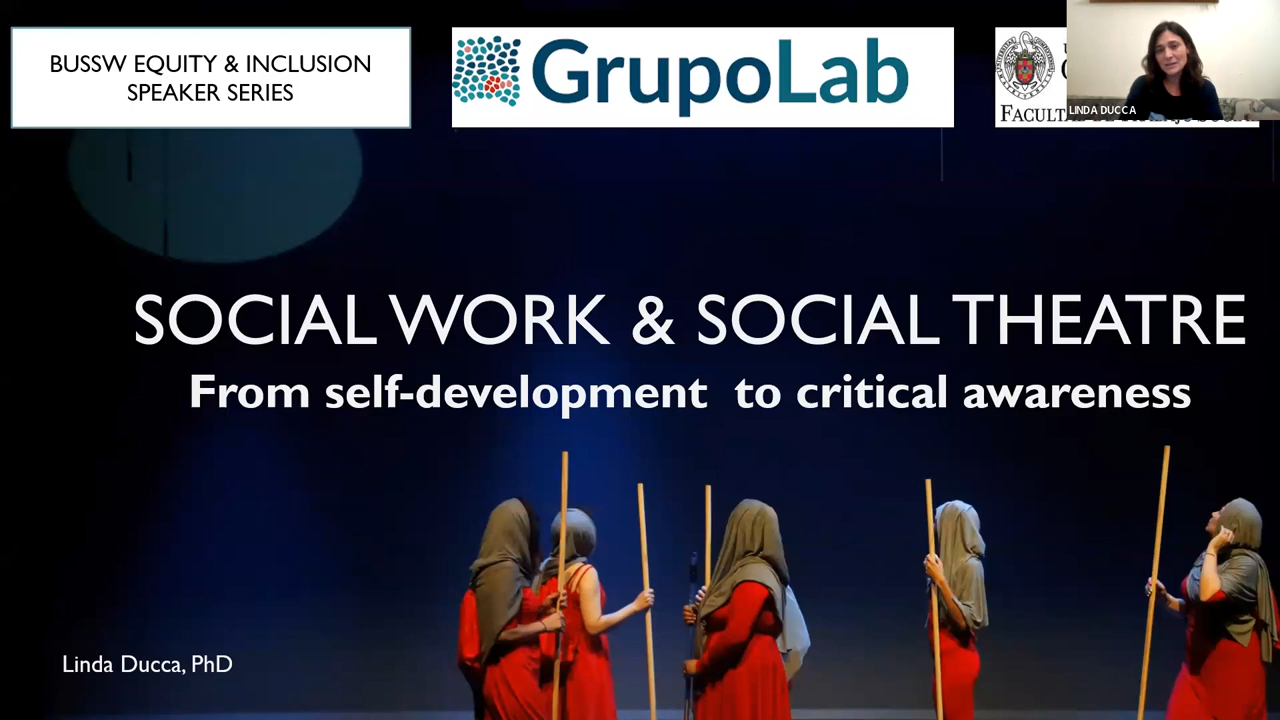 BUSSW EQUITY & INCLUSION
SPEAKER SERIES
GrupoLab
LINDA DUCCA
SOCIAL WORK & SOCIAL THEATRE
From self-development to critical awareness
Linda Ducca, PhD